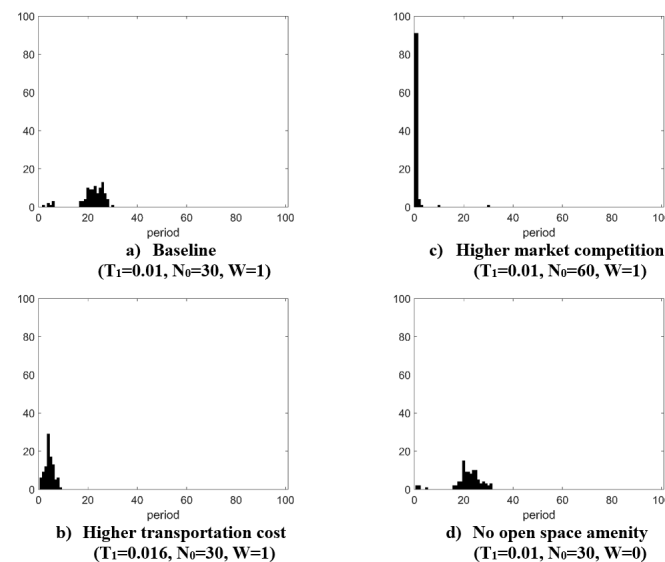 100
80
60
40
20
0
0 20 40 60 80 100
period
a) Baseline
(T₁=0.01, N₀=30, W=1)
100
80
60
40
20
0
0 20 40 60 80 100
period
c) Higher market competition
(T₁=0.01, N₀=60, W=1)
100
80
60
40
20
0
0 20 40 60 80 100
period
b) Higher transportation cost
(T₁=0.016, N₀=30, W=1)
100
80
60
40
20
0
0 20 40 60 80 100
period
d) No open space amenity
(T₁=0.01, N₀=30, W=0)